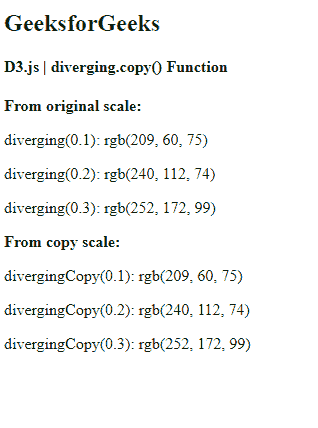 GeeksforGeeks
D3.js | diverging.copy() Function
From original scale:
diverging(0.1): rgb(209, 60, 75)
diverging(0.2): rgb(240, 112, 74)
diverging(0.3): rgb(252, 172, 99)
From copy scale:
divergingCopy(0.1): rgb(209, 60, 75)
divergingCopy(0.2): rgb(240, 112, 74)
divergingCopy(0.3): rgb(252, 172, 99)